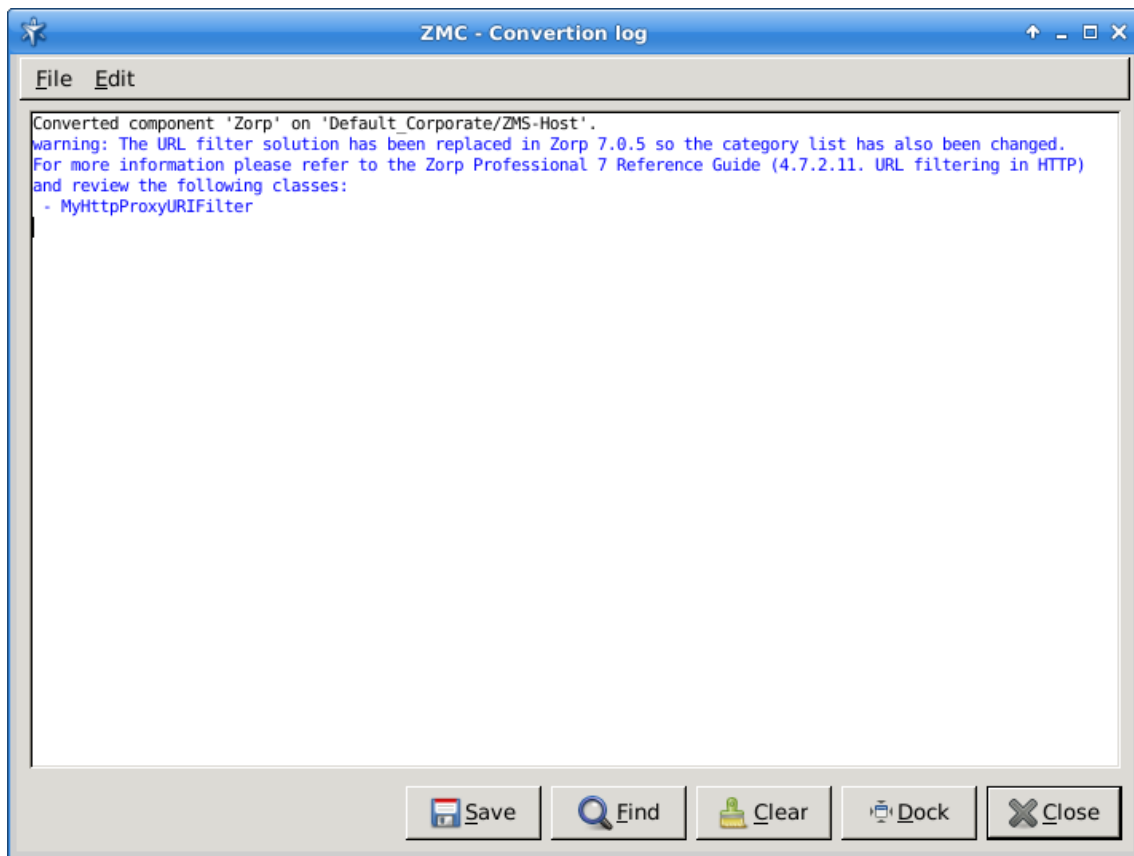 ZMC - Convertion log
File Edit
Converted component 'Zorp' on 'Default_Corporate/ZMS-Host'.
warning: The URL filter solution has been replaced in Zorp 7.0.5 so the category list has also been changed.
For more information please refer to the Zorp Professional 7 Reference Guide (4.7.2.11. URL filtering in HTTP)
and review the following classes:
- MyHttpProxyURIFilter
Save Find Clear Dock Close